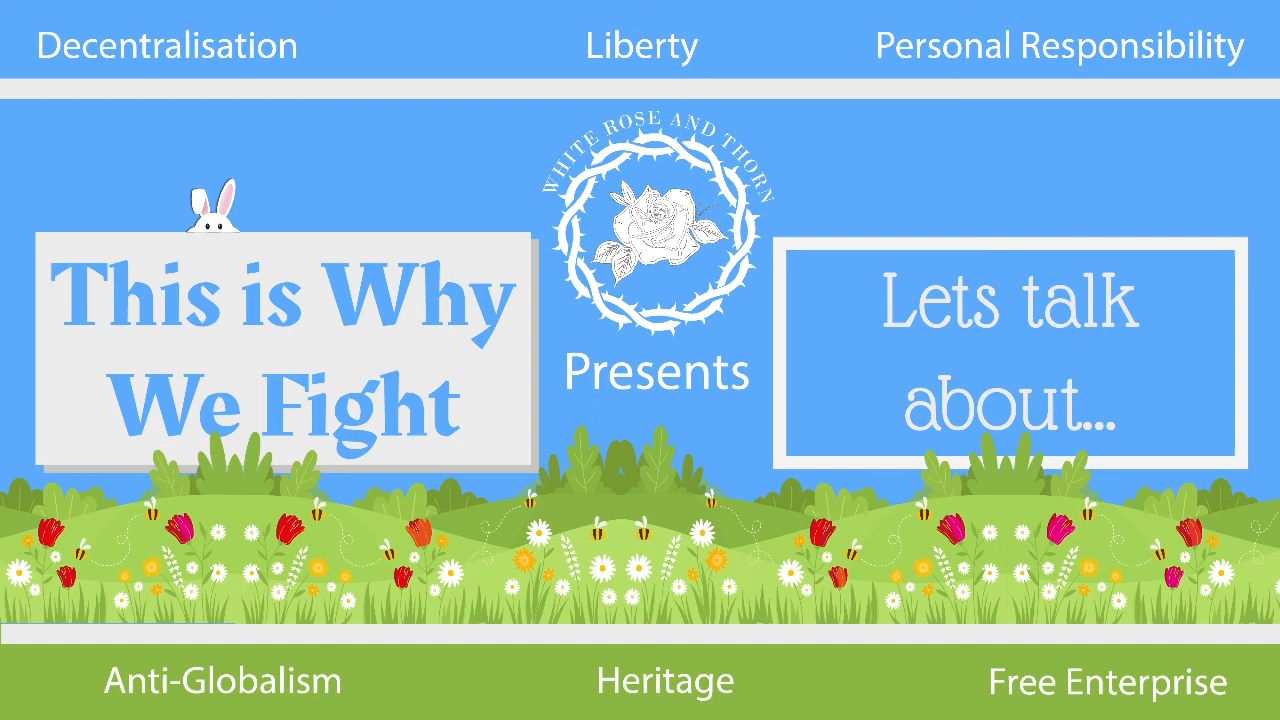 Decentralisation
Liberty
Personal Responsibility
WHITE ROSE AND THORN
This is Why
We Fight
Presents
Lets talk
about...
Anti-Globalism
Heritage
Free Enterprise